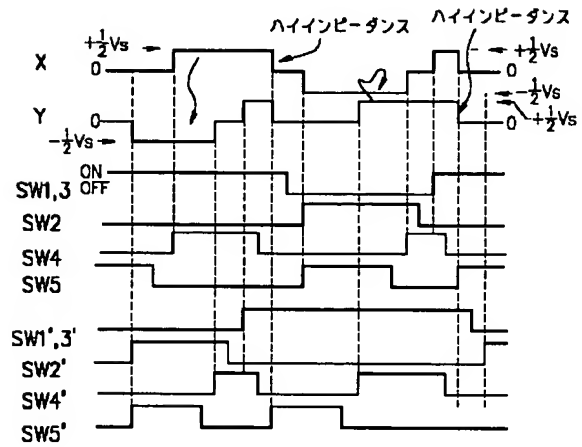 ハイインピーダンス
ハイインピーダンス
+½Vs
X
0
+½Vs
0
-½Vs
+½Vs
Y
0
0
-½Vs
ON
OFF
SW1,3
SW2
SW4
SW5
SW1',3'
SW2'
SW4'
SW5'